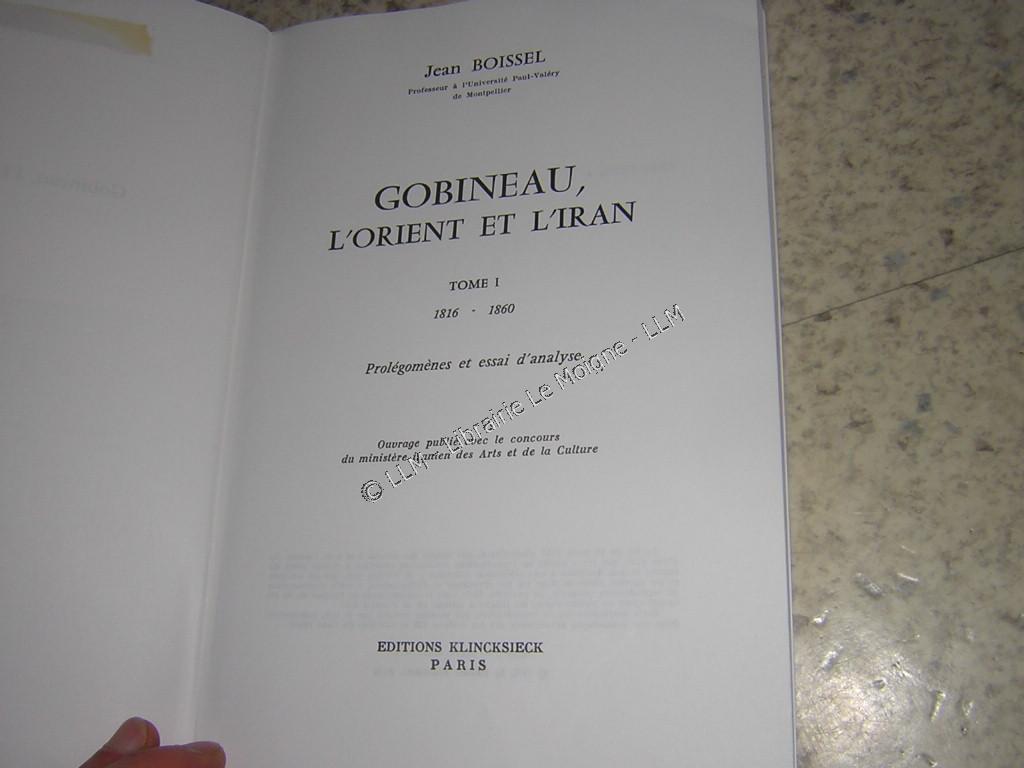 Jean BOISSEL
Professeur à l'Université Paul-Valéry
de Montpellier
GOBINEAU,
L'ORIENT ET L'IRAN
TOME I
1816 - 1860
Prolégomènes et essai d'analyse
Ouvrage publié avec le concours
du ministère iranien des Arts et de la Culture
© LLM - Librairie Le Moigne - LLM
EDITIONS KLINCKSIECK
PARIS